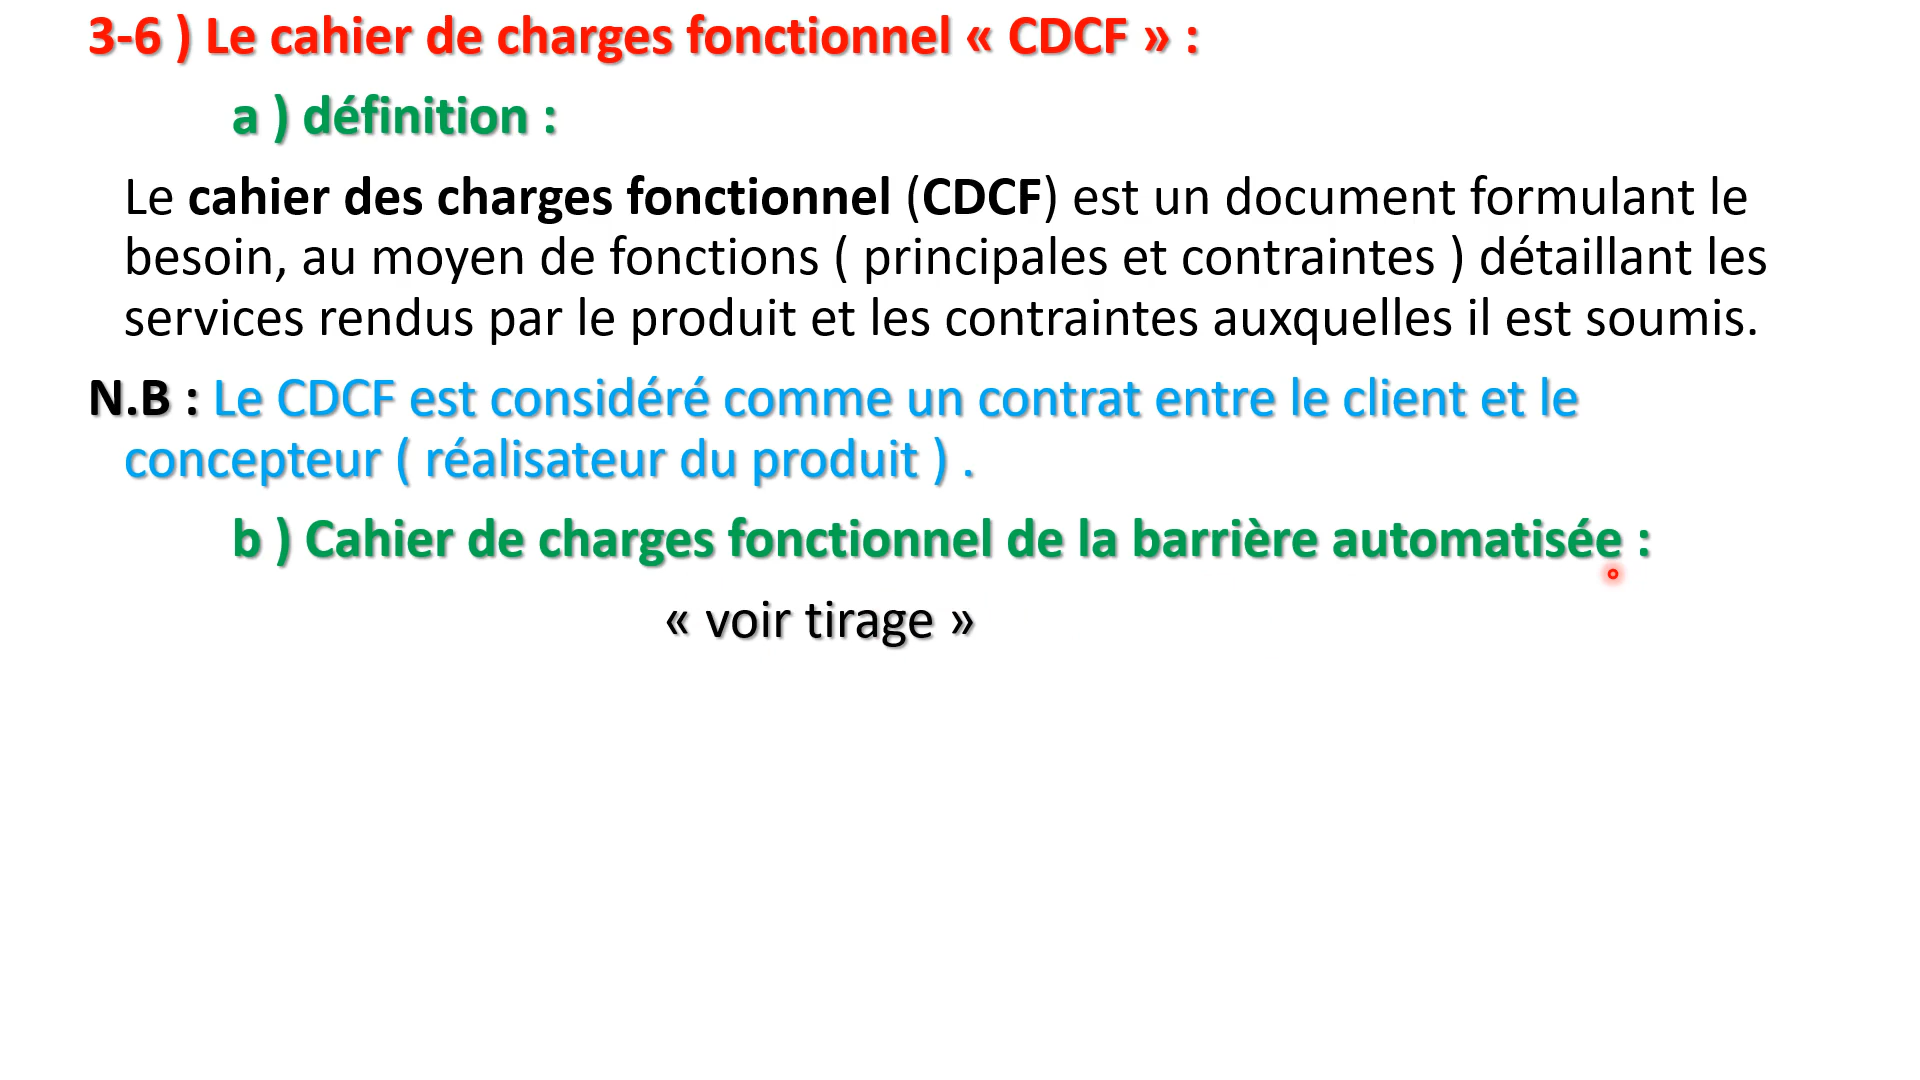 3-6 ) Le cahier de charges fonctionnel « CDCF » :
a ) définition :
Le cahier des charges fonctionnel (CDCF) est un document formulant le
besoin, au moyen de fonctions ( principales et contraintes ) détaillant les
services rendus par le produit et les contraintes auxquelles il est soumis.
N.B : Le CDCF est considéré comme un contrat entre le client et le
concepteur ( réalisateur du produit ) .
b ) Cahier de charges fonctionnel de la barrière automatisée :
« voir tirage »